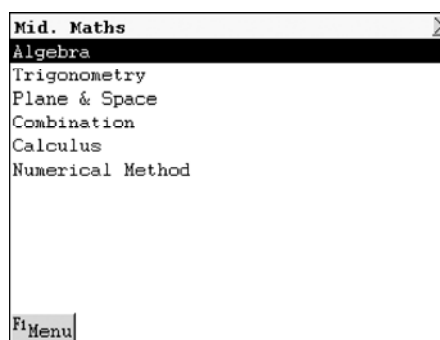 Mid. Maths
Algebra
Trigonometry
Plane & Space
Combination
Calculus
Numerical Method
F1 Menu